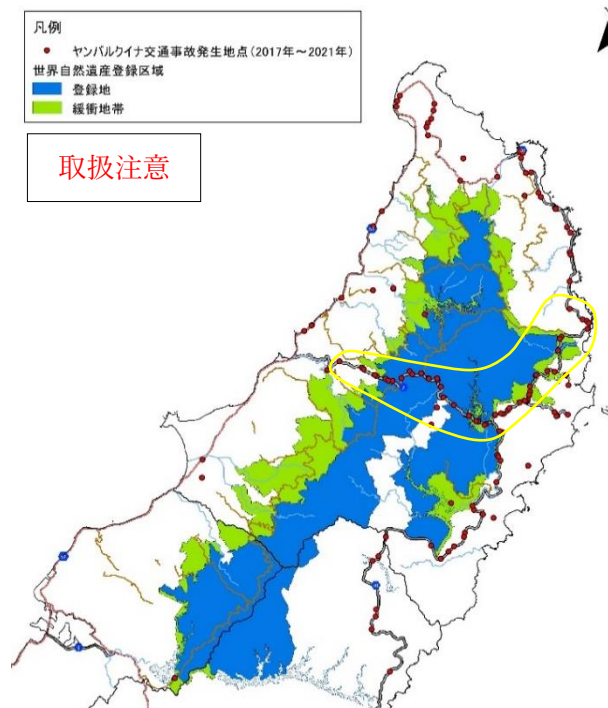 凡例
ヤンバルクイナ交通事故発生地点(2017年～2021年)
世界自然遺産登録区域
登録地
緩衝地帯
取扱注意